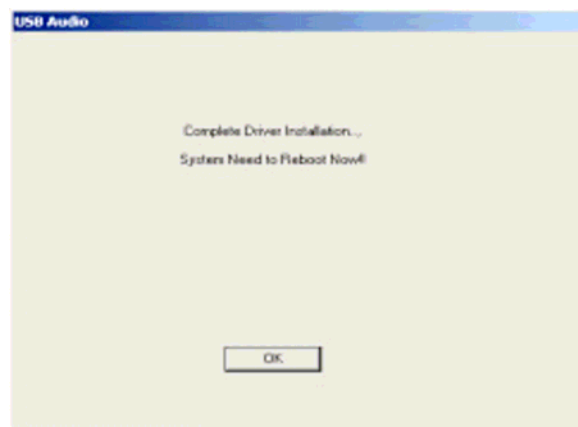 USB Audio
Complete Driver Installation...
System Need to Reboot Now!!
OK